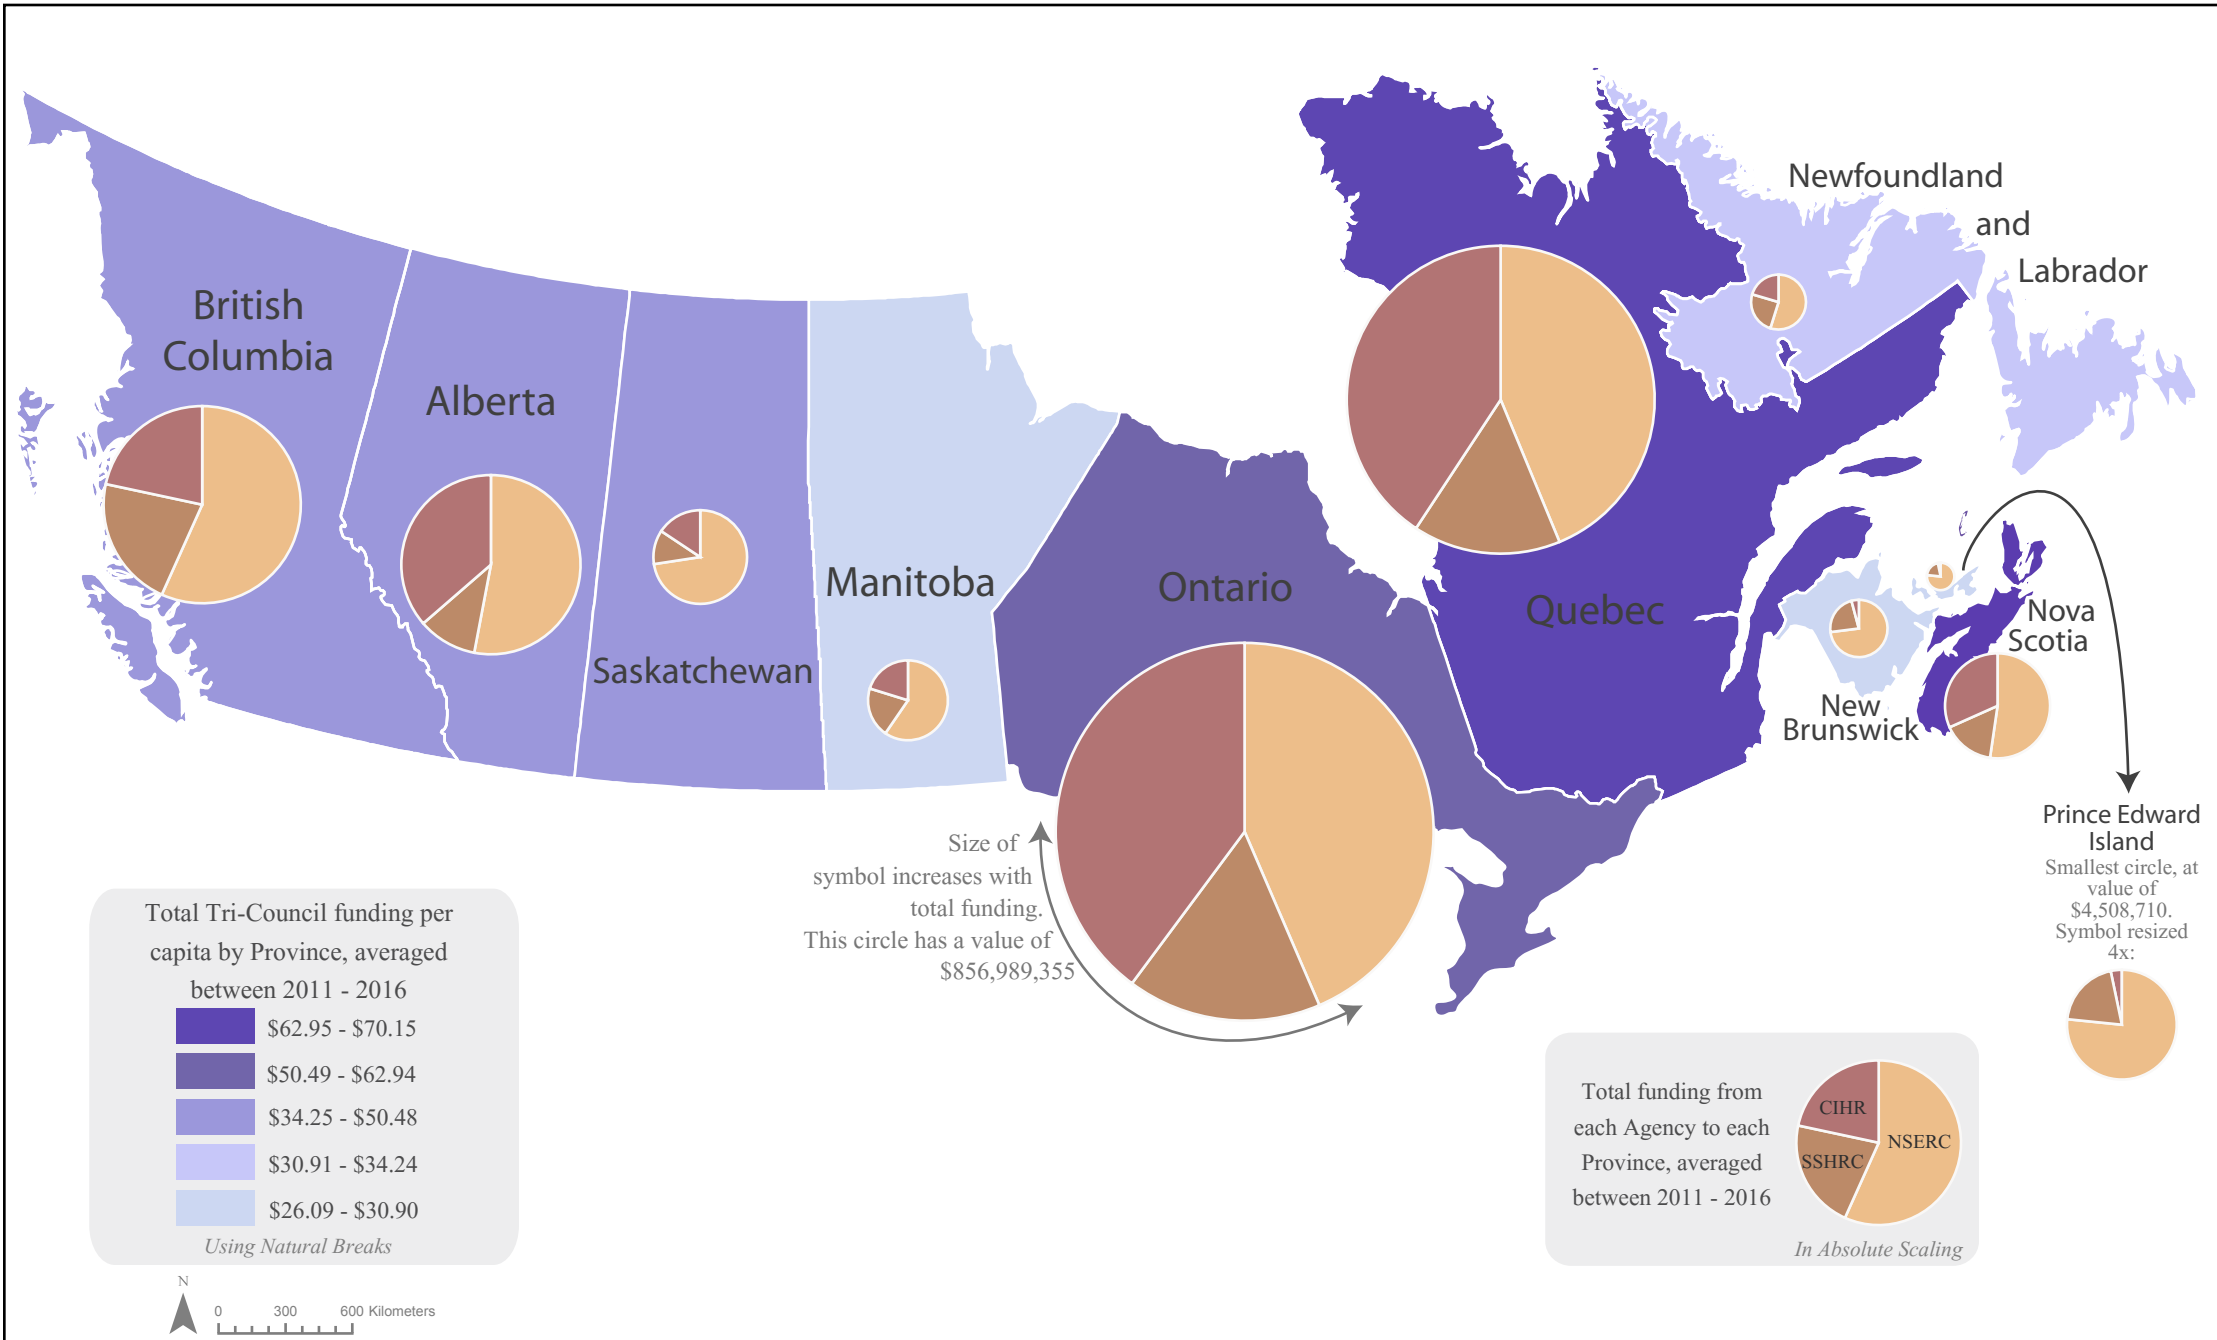 Newfoundland
and
Labrador
British
Columbia
Alberta
Saskatchewan
Manitoba
Ontario
Quebec
Nova
Scotia
New
Brunswick
Prince Edward
Island
Smallest circle, at
value of
$4,508,710.
Symbol resized
4x:
Size of
symbol increases with
total funding.
This circle has a value of
$856,989,355
Total Tri-Council funding per
capita by Province, averaged
between 2011 - 2016
$62.95 - $70.15
$50.49 - $62.94
$34.25 - $50.48
$30.91 - $34.24
$26.09 - $30.90
Using Natural Breaks
Total funding from
each Agency to each
Province, averaged
between 2011 - 2016
CIHR
NSERC
SSHRC
In Absolute Scaling
N
0 300 600 Kilometers